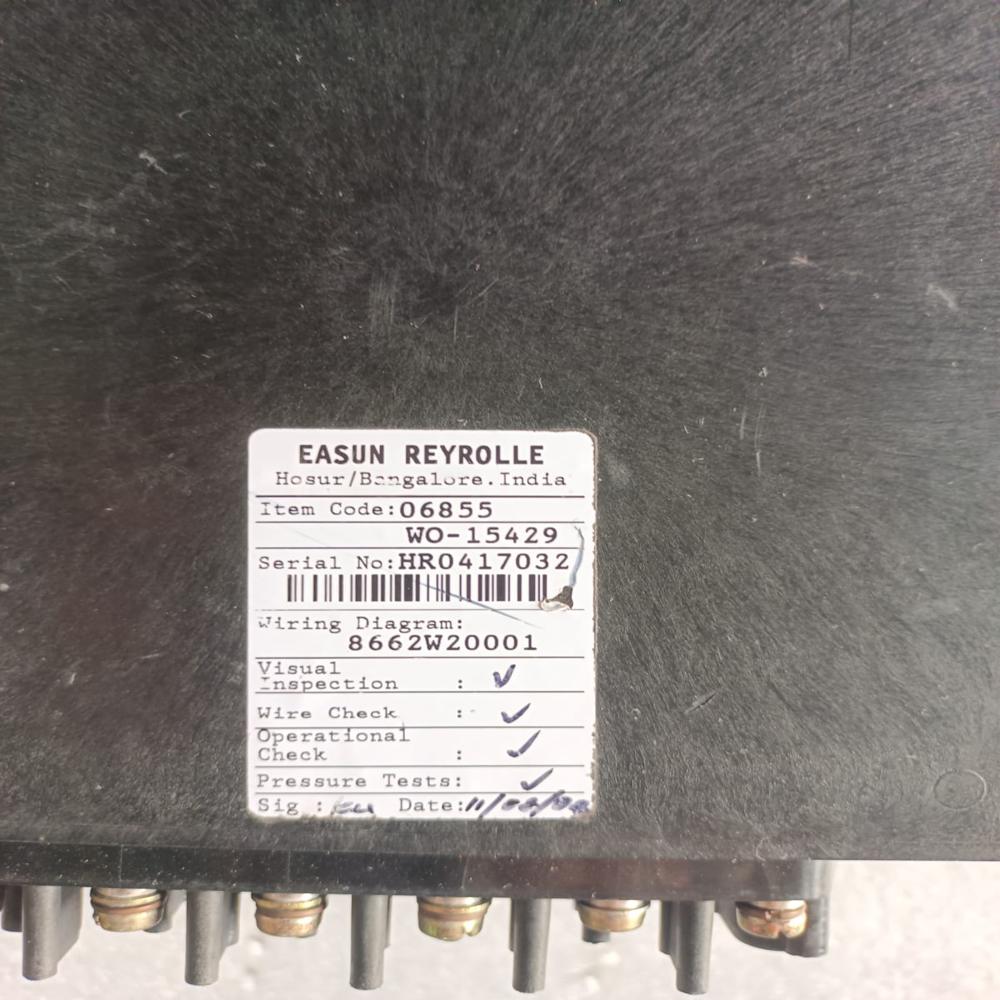 EASUN REYROLLE
Hosur/Bangalore.India
Item Code:06855
WO-15429
Serial No:HR0417032
Wiring Diagram:
8662W20001
Visual
Inspection : ✓
Wire Check : ✓
Operational
Check : ✓
Pressure Tests: ✓
Sig : Date: